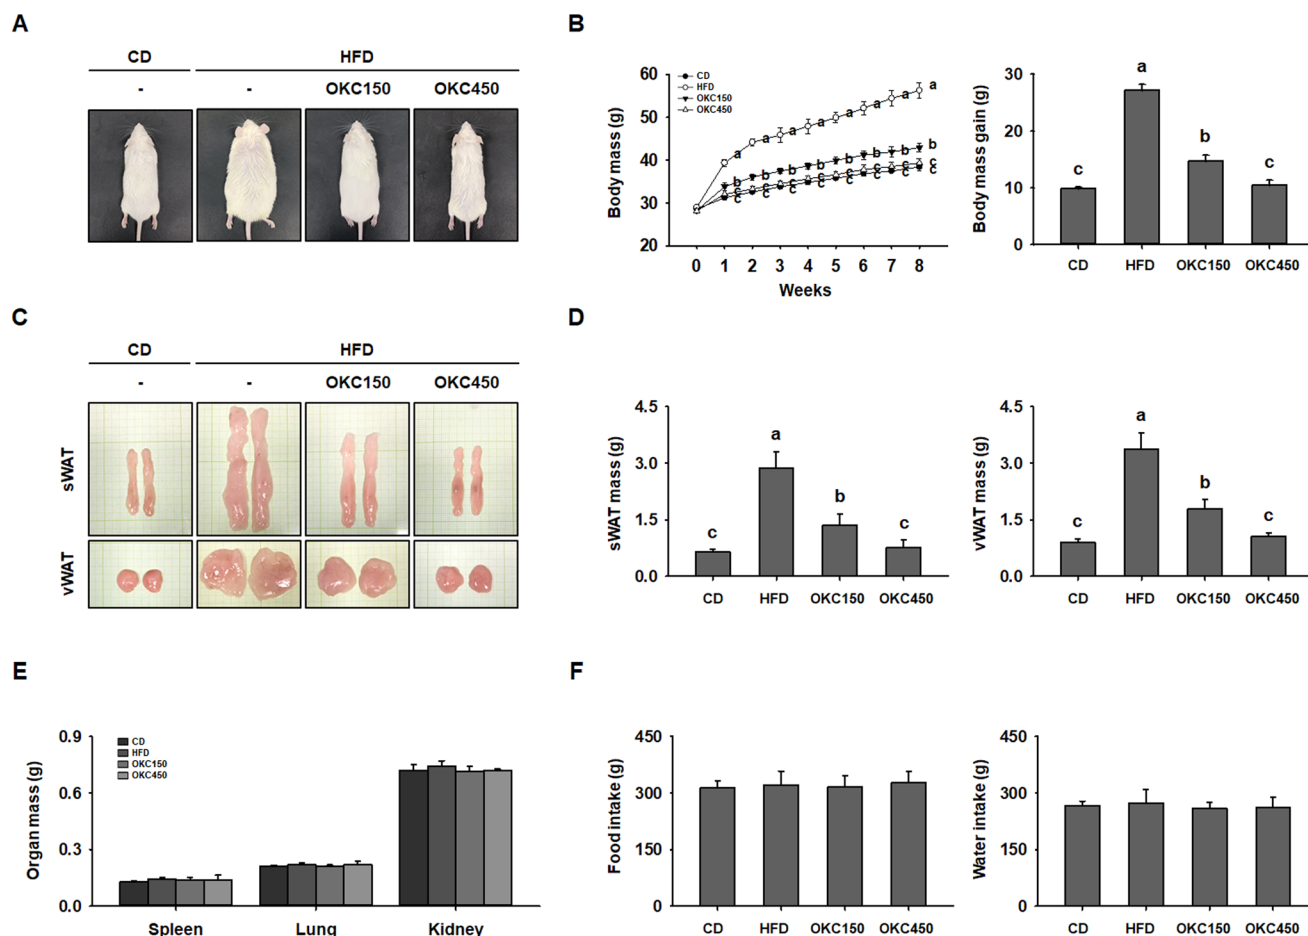 A
CD HFD
- - OKC150 OKC450
B
Body mass (g)
60
50
40
30
20
CD
HFD
OKC150
OKC450
a a a a a a a a
b b b b b b b b
c c c c c c c c
c c c c c c c c
0 1 2 3 4 5 6 7 8
Weeks
Body mass gain (g)
30
20
10
0
c a b c
CD HFD OKC150 OKC450
C
CD HFD
- - OKC150 OKC450
sWAT
vWAT
D
sWAT mass (g)
4.5
3.0
1.5
0.0
c a b c
CD HFD OKC150 OKC450
vWAT mass (g)
4.5
3.0
1.5
0.0
c a b c
CD HFD OKC150 OKC450
E
Organ mass (g)
0.9
0.6
0.3
0.0
CD
HFD
OKC150
OKC450
Spleen Lung Kidney
F
Food intake (g)
450
300
150
0
CD HFD OKC150 OKC450
Water intake (g)
450
300
150
0
CD HFD OKC150 OKC450